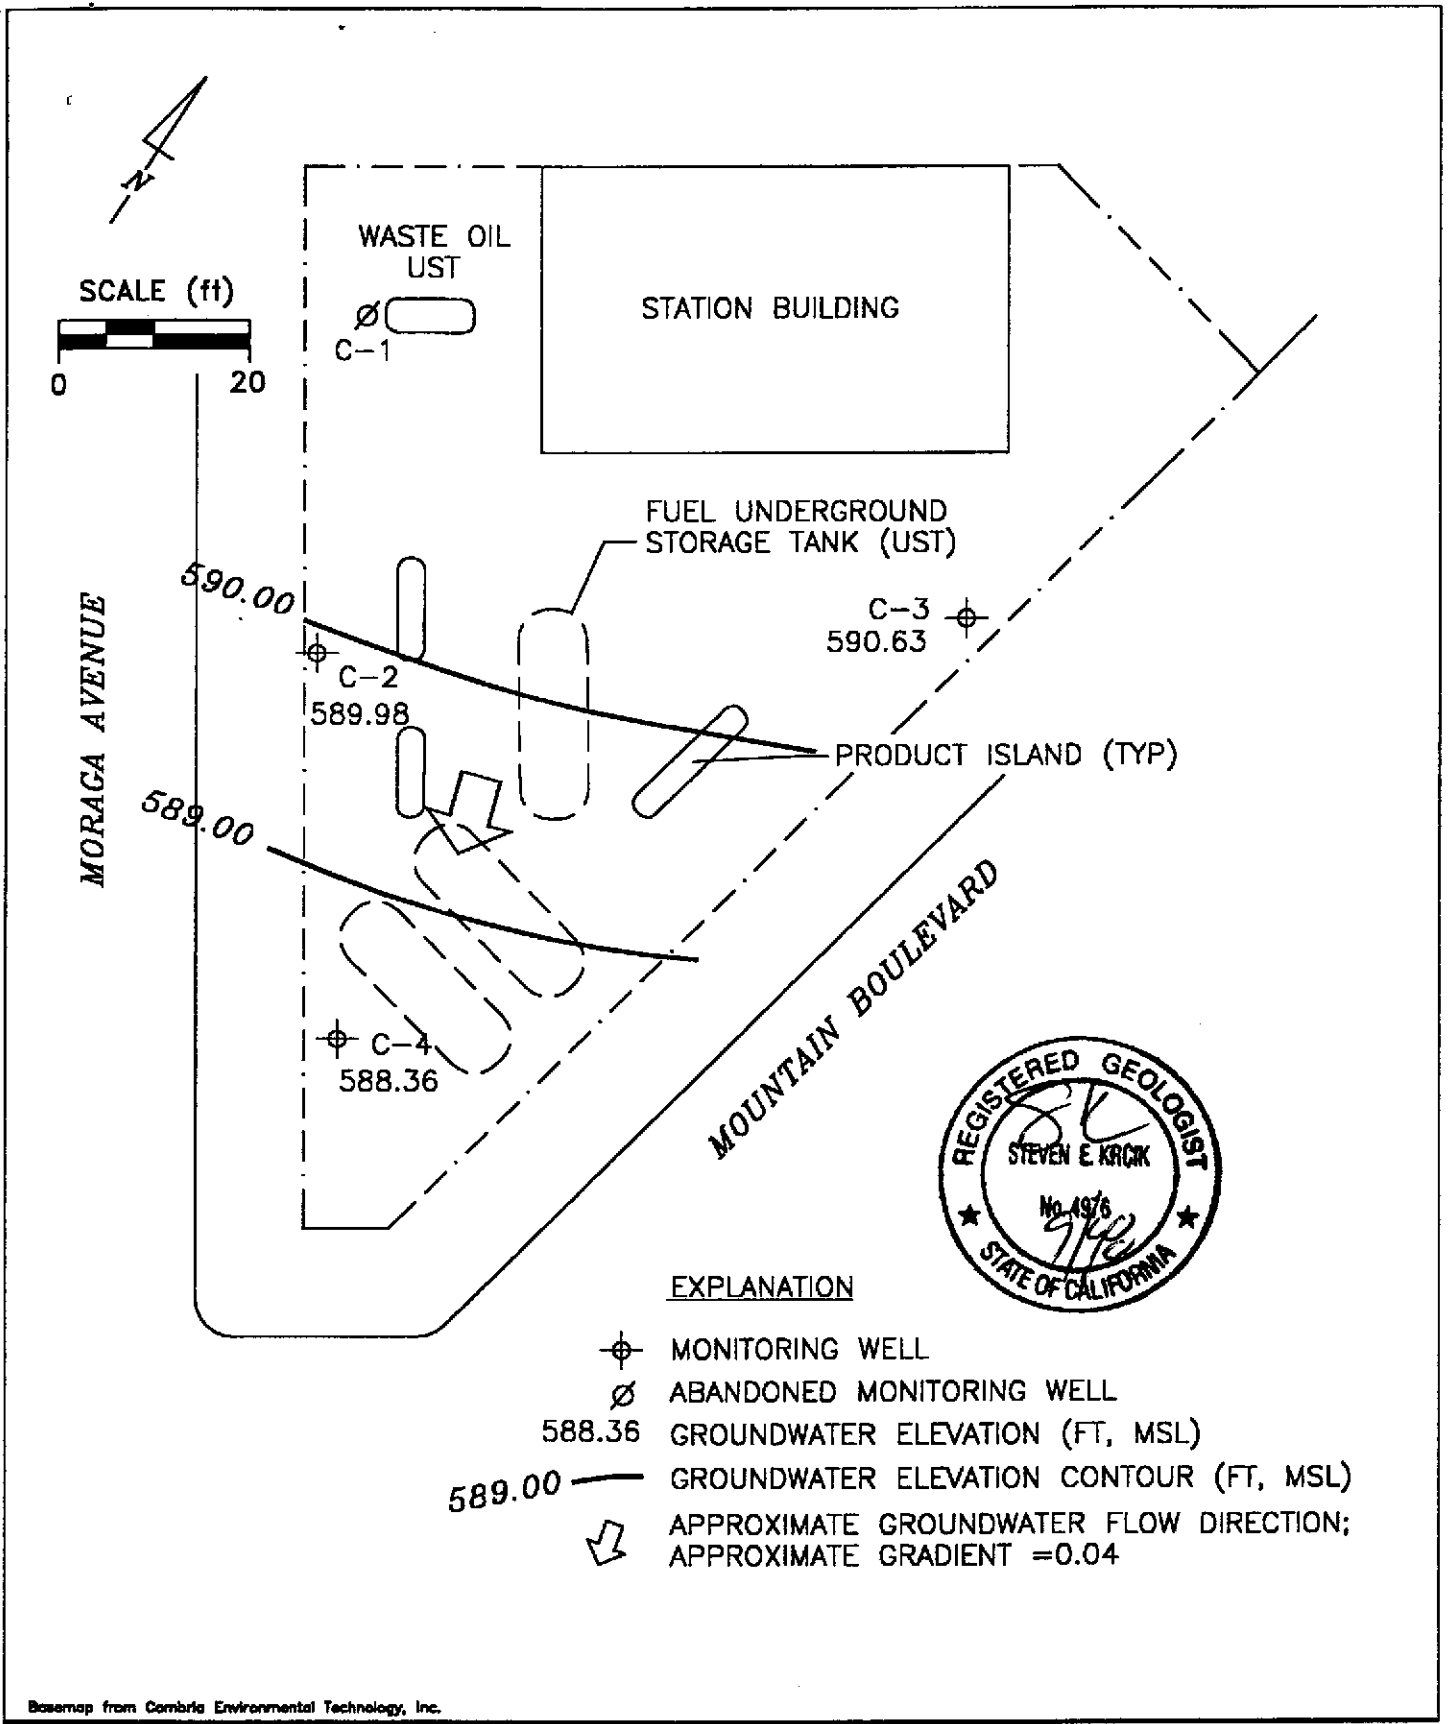 N
SCALE (ft)
0 20
WASTE OIL
UST
C-1
STATION BUILDING
FUEL UNDERGROUND
STORAGE TANK (UST)
590.00
C-3
590.63
C-2
589.98
MORAGA AVENUE
PRODUCT ISLAND (TYP)
589.00
MOUNTAIN BOULEVARD
C-4
588.36
REGISTERED GEOLOGIST
STEVEN E. KRCIK
No. 4976
STATE OF CALIFORNIA
EXPLANATION
MONITORING WELL
ABANDONED MONITORING WELL
588.36 GROUNDWATER ELEVATION (FT, MSL)
589.00 GROUNDWATER ELEVATION CONTOUR (FT, MSL)
APPROXIMATE GROUNDWATER FLOW DIRECTION;
APPROXIMATE GRADIENT =0.04
Basemap from Cambria Environmental Technology, Inc.